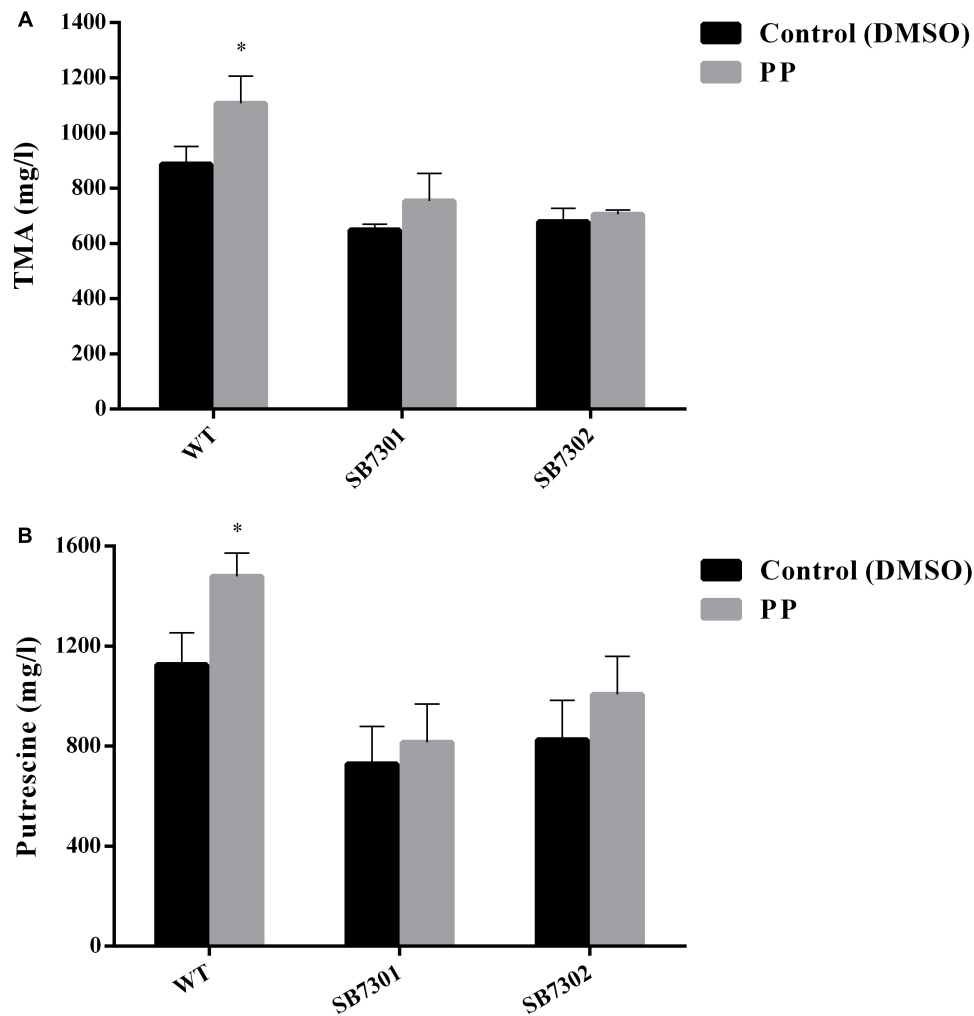 A
1400
1200
1000
800
600
400
200
0
TMA (mg/l)
*
WT
SB7301
SB7302
Control (DMSO)
PP
B
1600
1200
800
400
0
Putrescine (mg/l)
*
WT
SB7301
SB7302
Control (DMSO)
PP